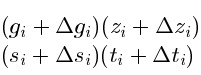 (g_i + Δg_i)(z_i + Δz_i)
(s_i + Δs_i)(t_i + Δt_i)